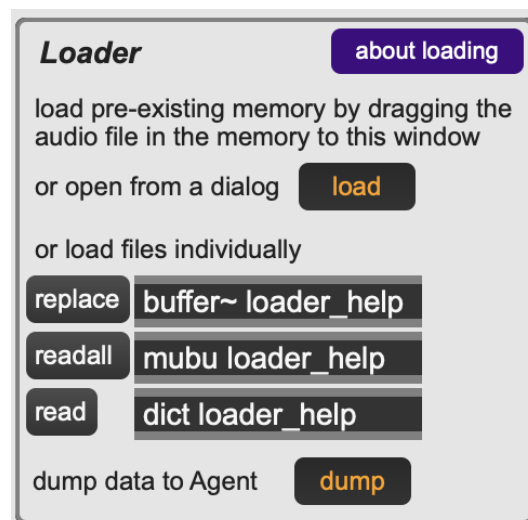 Loader
about loading
load pre-existing memory by dragging the
audio file in the memory to this window
or open from a dialog load
or load files individually
replace buffer~ loader_help
readall mubu loader_help
read dict loader_help
dump data to Agent dump